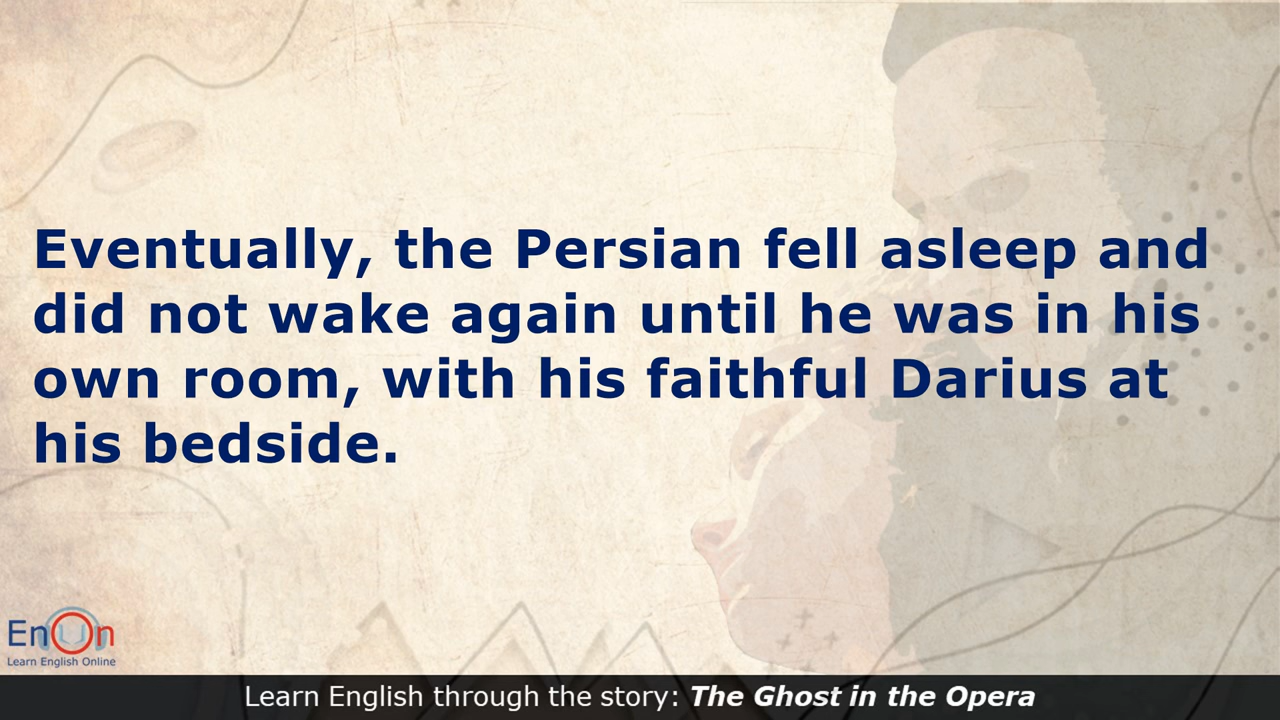 Eventually, the Persian fell asleep and
did not wake again until he was in his
own room, with his faithful Darius at
his bedside.
EnOn
Learn English Online
Learn English through the story: The Ghost in the Opera